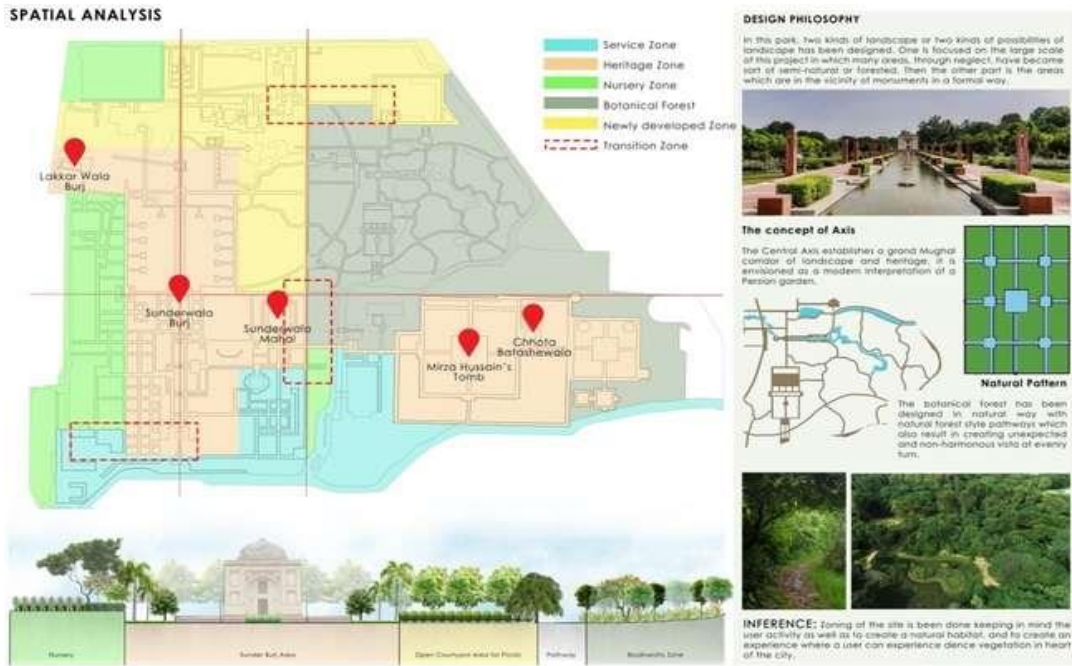 SPATIAL ANALYSIS
Service Zone
Heritage Zone
Nursery Zone
Botanical Forest
Newly developed Zone
Transition Zone
Lakkar Wala
Burj
Sunderwala
Burj
Sunderwala
Mahal
Mirza Hussain's
Tomb
Chhota
Batashewala
Nursery
Sunder Burj Area
Open Courtyard Area for Picnic
Pathway
Biodiversity Zone
DESIGN PHILOSOPHY
In this park, two kinds of landscape or two kinds of possibilities of
landscape has been designed. One is focused on the large scale
of this project in which many areas, through neglect, have become
sort of semi-natural or forested. Then the other part is the areas
which are in the vicinity of monuments in a formal way.
The concept of Axis
The Central Axis establishes a grand Mughal
corridor of landscape and heritage, it is
envisioned as a modern interpretation of a
Persian garden.
Natural Pattern
The botanical forest has been
designed in natural way with
natural forest style pathways which
also result in creating unexpected
and non-harmonous vista at everny
turn.
INFERENCE: Zoning of the site is been done keeping in mind the
user activity as well as to create a natural habitat, and to create an
experience where a user can experience dence vegetation in heart
of the city.